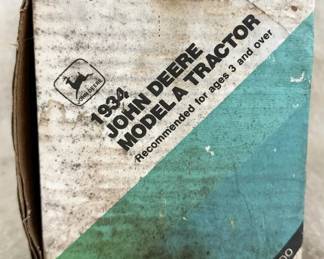 JOHN DEERE
1934
JOHN DEERE
MODEL A TRACTOR
Recommended for ages 3 and over